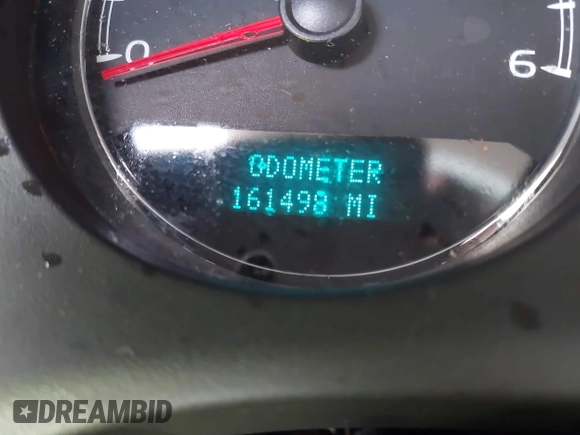 0
6
ODOMETER
161498 MI
DREAMBID